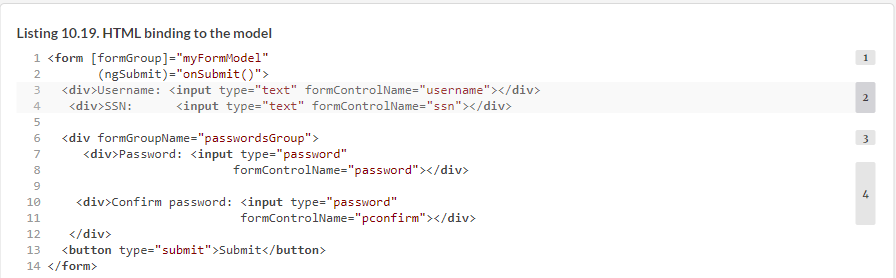 Listing 10.19. HTML binding to the model
1 <form [formGroup]="myFormModel" 1
2 (ngSubmit)="onSubmit()">
3 <div>Username: <input type="text" formControlName="username"></div> 2
4 <div>SSN: <input type="text" formControlName="ssn"></div>
5
6 <div formGroupName="passwordsGroup"> 3
7 <div>Password: <input type="password" 4
8 formControlName="password"></div>
9
10 <div>Confirm password: <input type="password"
11 formControlName="pconfirm"></div>
12 </div>
13 <button type="submit">Submit</button>
14 </form>